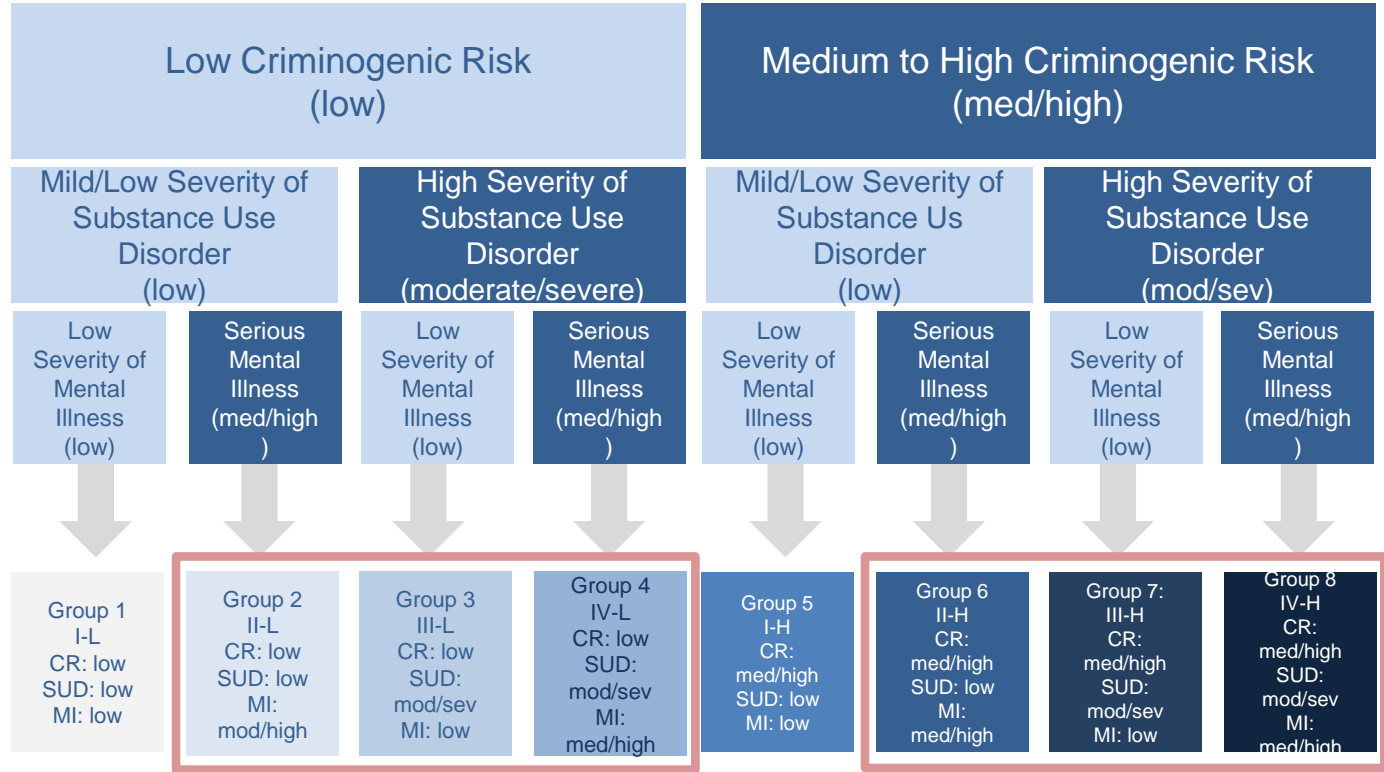 Low Criminogenic Risk
(low)
Medium to High Criminogenic Risk
(med/high)
Mild/Low Severity of
Substance Use
Disorder
(low)
High Severity of
Substance Use
Disorder
(moderate/severe)
Mild/Low Severity of
Substance Us
Disorder
(low)
High Severity of
Substance Use
Disorder
(mod/sev)
Low
Severity of
Mental
Illness
(low)
Serious
Mental
Illness
(med/high
)
Low
Severity of
Mental
Illness
(low)
Serious
Mental
Illness
(med/high
)
Low
Severity of
Mental
Illness
(low)
Serious
Mental
Illness
(med/high
)
Low
Severity of
Mental
Illness
(low)
Serious
Mental
Illness
(med/high
)
Group 1
I-L
CR: low
SUD: low
MI: low
Group 2
II-L
CR: low
SUD: low
MI:
mod/high
Group 3
III-L
CR: low
SUD:
mod/sev
MI: low
Group 4
IV-L
CR: low
SUD:
mod/sev
MI:
med/high
Group 5
I-H
CR:
med/high
SUD: low
MI: low
Group 6
II-H
CR:
med/high
SUD: low
MI:
med/high
Group 7:
III-H
CR:
med/high
SUD:
mod/sev
MI: low
Group 8
IV-H
CR:
med/high
SUD:
mod/sev
MI:
med/high